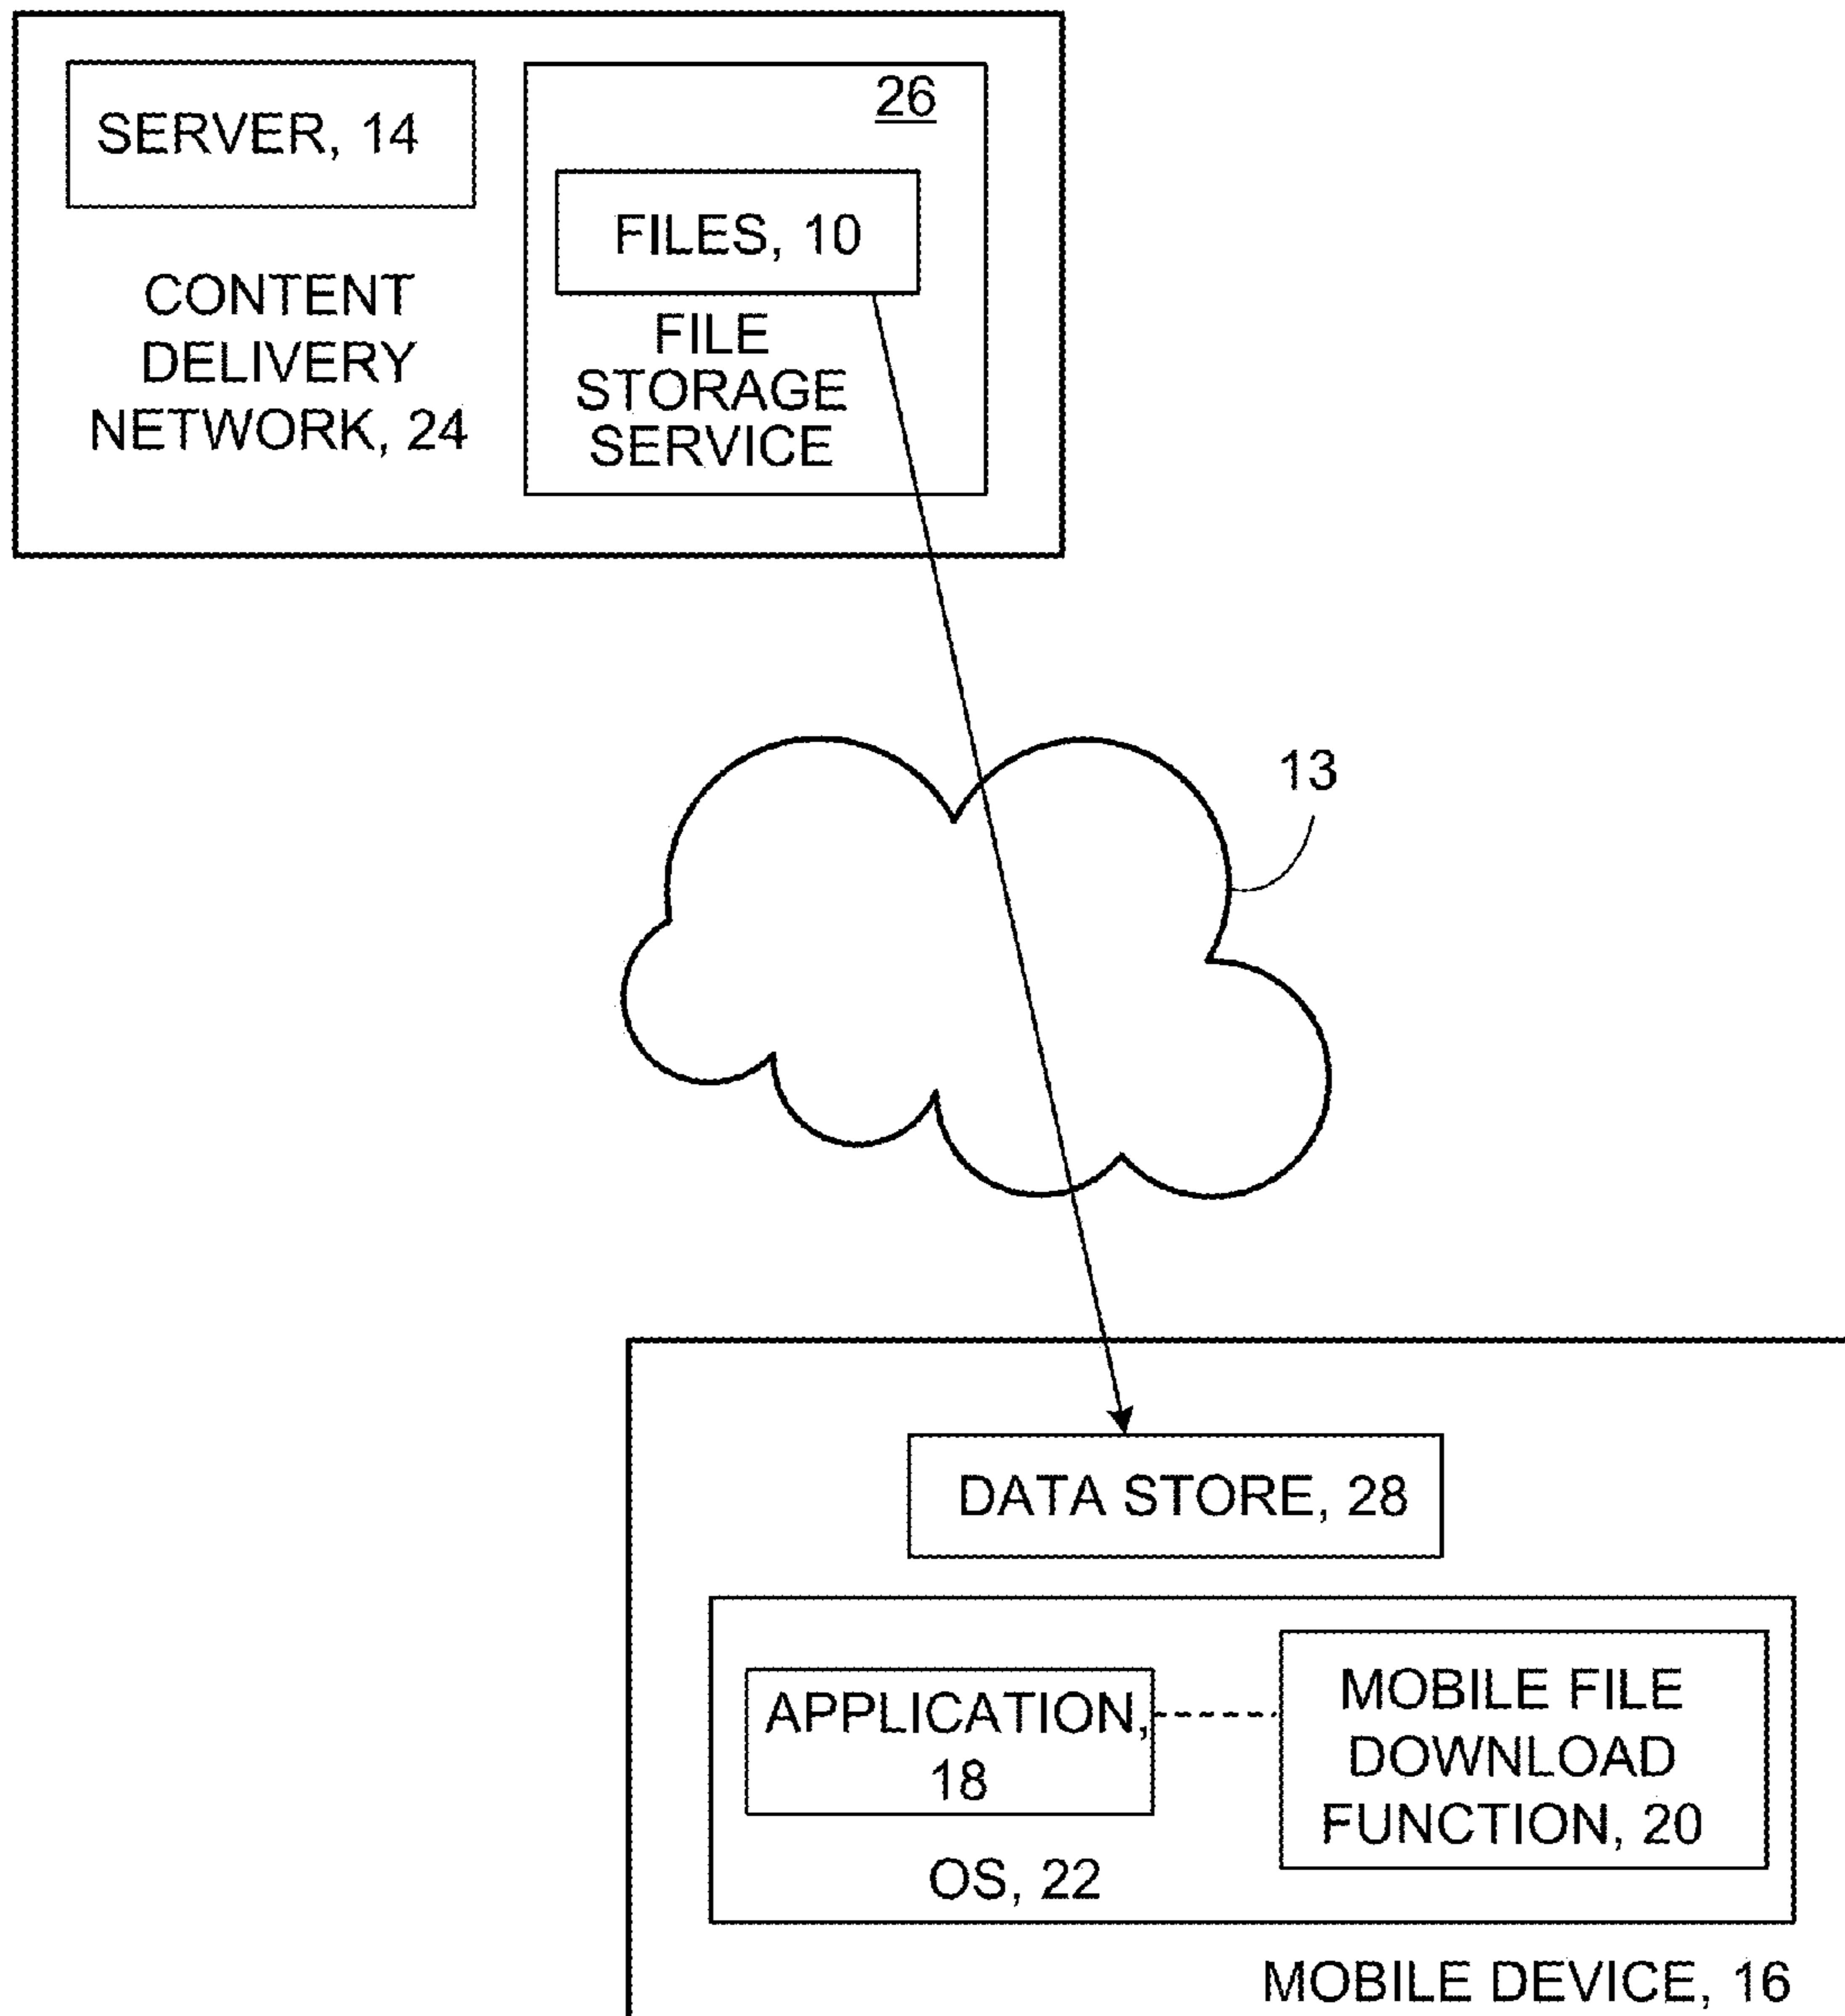 SERVER, 14
CONTENT
DELIVERY
NETWORK, 24
26
FILES, 10
FILE
STORAGE
SERVICE
13
DATA STORE, 28
APPLICATION,
18
MOBILE FILE
DOWNLOAD
FUNCTION, 20
OS, 22
MOBILE DEVICE, 16